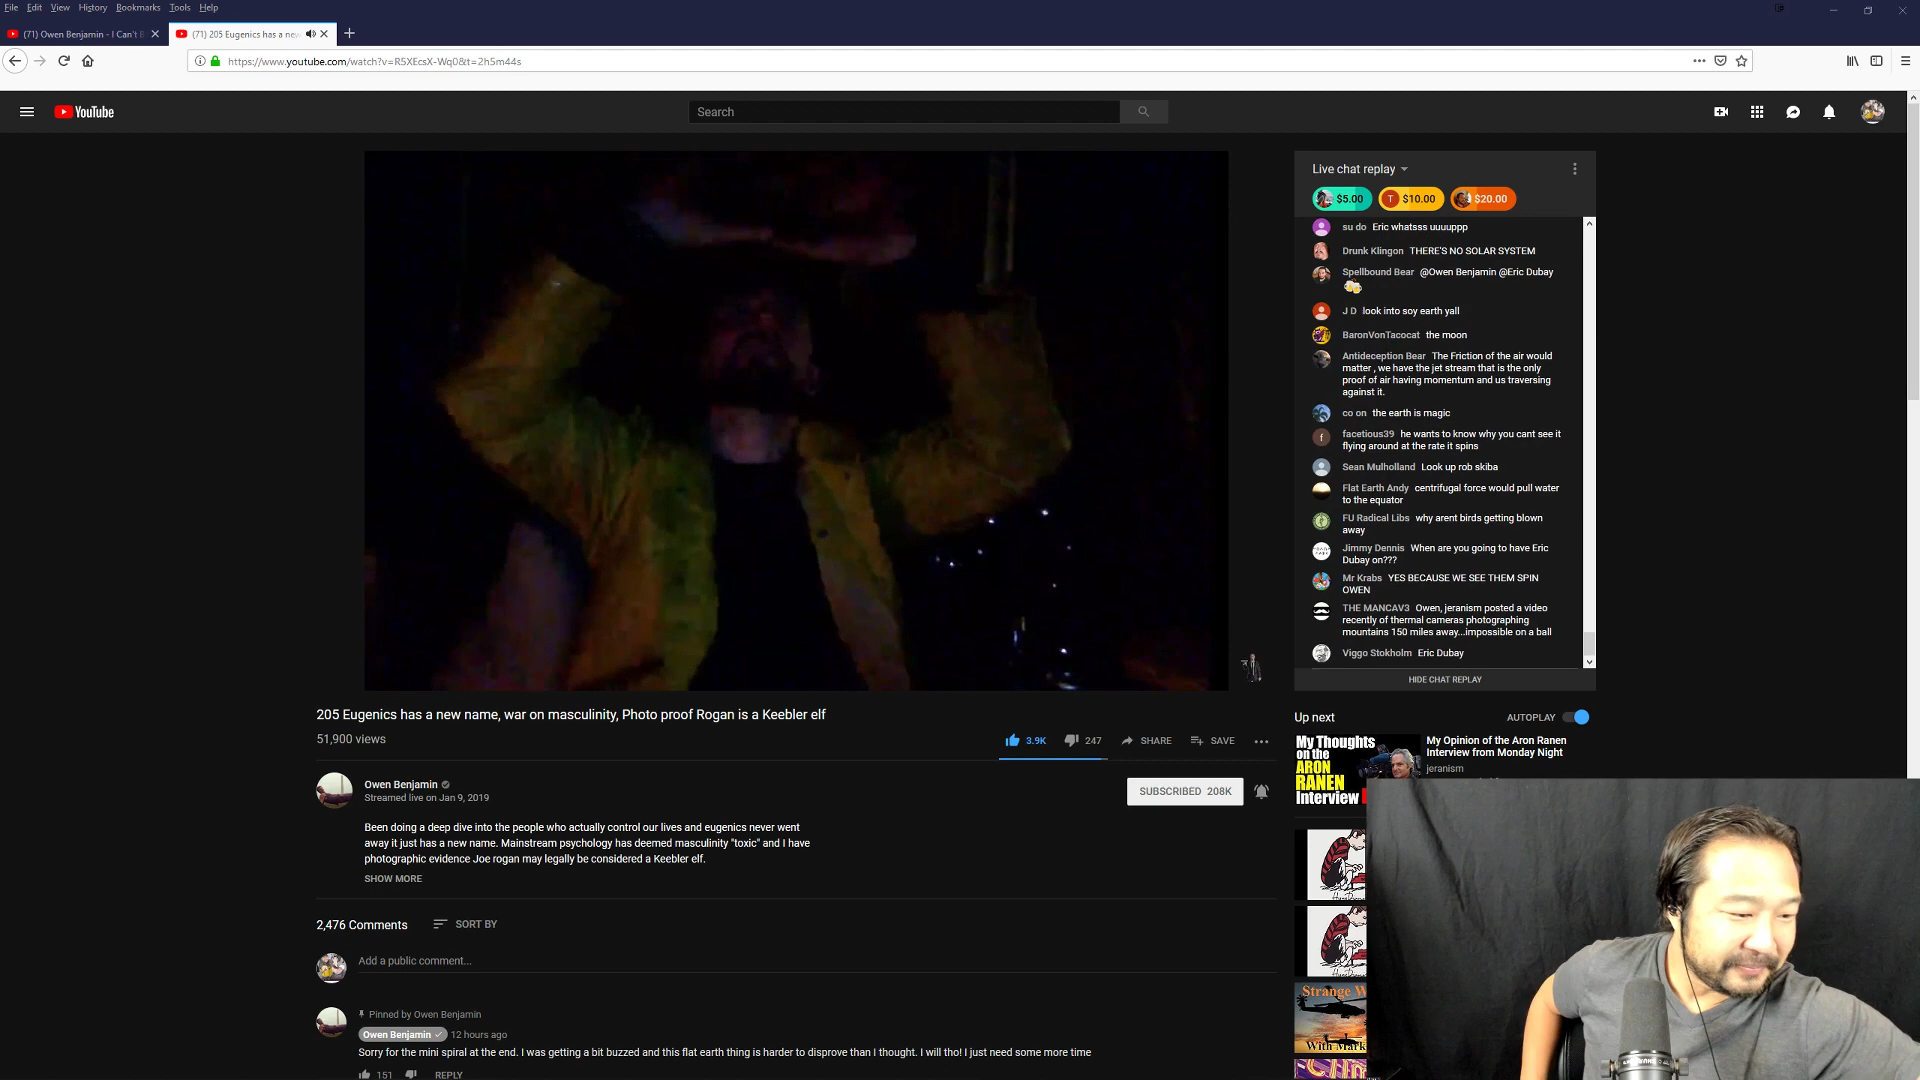 File Edit View History Bookmarks Tools Help
(71) Owen Benjamin - I Can't B
(71) 205 Eugenics has a new
https://www.youtube.com/watch?v=R5XEcsX-Wq0&t=2h5m44s
YouTube
Search
Live chat replay
$5.00
T $10.00
$20.00
su do Eric whatsss uuuuppp
Drunk Klingon THERE'S NO SOLAR SYSTEM
Spellbound Bear @Owen Benjamin @Eric Dubay
J D look into soy earth yall
BaronVonTacocat the moon
Antideception Bear The Friction of the air would
matter , we have the jet stream that is the only
proof of air having momentum and us traversing
against it.
co on the earth is magic
f facetious39 he wants to know why you cant see it
flying around at the rate it spins
Sean Mulholland Look up rob skiba
Flat Earth Andy centrifugal force would pull water
to the equator
FU Radical Libs why arent birds getting blown
away
Jimmy Dennis When are you going to have Eric
Dubay on???
Mr Krabs YES BECAUSE WE SEE THEM SPIN
OWEN
THE MANCAV3 Owen, jeranism posted a video
recently of thermal cameras photographing
mountains 150 miles away...impossible on a ball
Viggo Stokholm Eric Dubay
HIDE CHAT REPLAY
205 Eugenics has a new name, war on masculinity, Photo proof Rogan is a Keebler elf
51,900 views
3.9K 247 SHARE SAVE
Owen Benjamin
Streamed live on Jan 9, 2019
SUBSCRIBED 208K
Been doing a deep dive into the people who actually control our lives and eugenics never went
away it just has a new name. Mainstream psychology has deemed masculinity "toxic" and I have
photographic evidence Joe rogan may legally be considered a Keebler elf.
SHOW MORE
2,476 Comments SORT BY
Add a public comment...
Pinned by Owen Benjamin
Owen Benjamin 12 hours ago
Sorry for the mini spiral at the end. I was getting a bit buzzed and this flat earth thing is harder to disprove than I thought. I will tho! I just need some more time
151 REPLY
Up next AUTOPLAY
My Thoughts
on the
ARON
RANEN
Interview
My Opinion of the Aron Ranen
Interview from Monday Night
jeranism
Strange W
With Mark